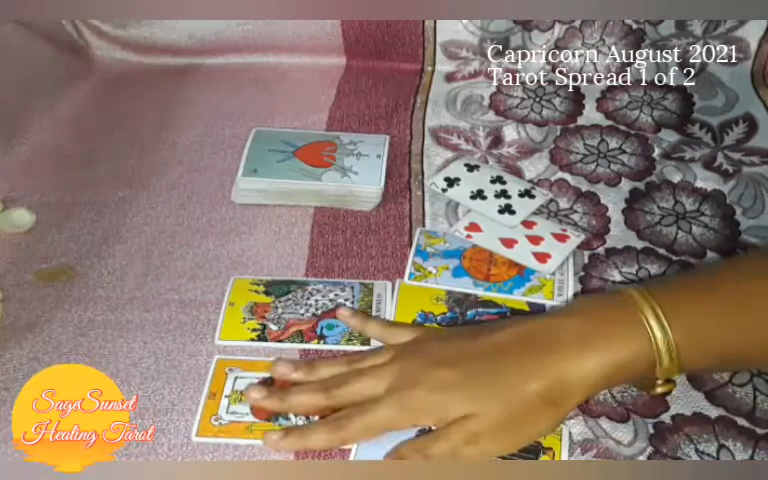 Capricorn August 2021
Tarot Spread 1 of 2
SageSunset
Healing Tarot